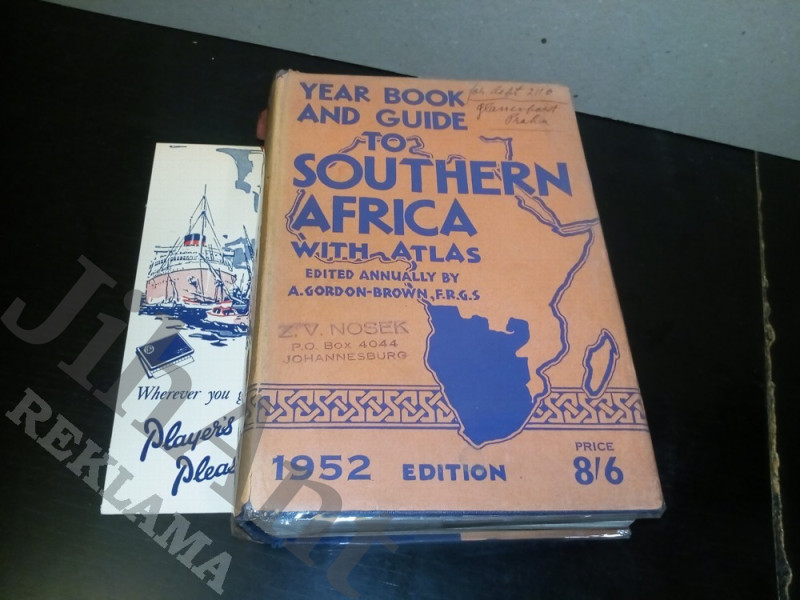 YEAR BOOK
AND GUIDE
TO
SOUTHERN
AFRICA
WITH ATLAS
EDITED ANNUALLY BY
A. GORDON-BROWN, F.R.G.S
Z.V. NOSEK
P.O. BOX 4044
JOHANNESBURG
1952 EDITION
PRICE
8/6
Wherever you g
Player's
Pleas
JihArt
REKLAMA